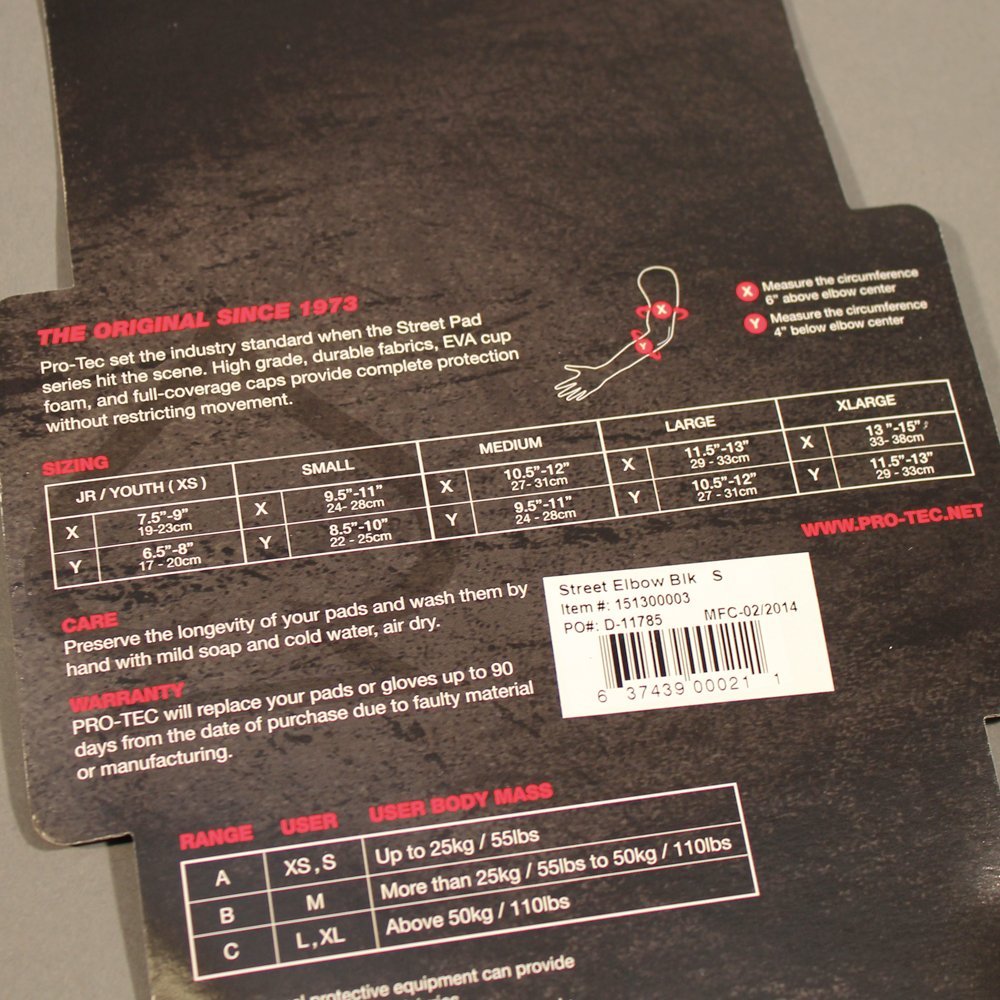 THE ORIGINAL SINCE 1973
Pro-Tec set the industry standard when the Street Pad
series hit the scene. High grade, durable fabrics, EVA cup
foam, and full-coverage caps provide complete protection
without restricting movement.
X
Y
X Measure the circumference
6" above elbow center
Y Measure the circumference
4" below elbow center
SIZING
JR / YOUTH ( XS )
SMALL
MEDIUM
LARGE
XLARGE
X 7.5"-9"
19-23cm
Y 6.5"-8"
17 - 20cm
X 9.5"-11"
24- 28cm
Y 8.5"-10"
22 - 25cm
X 10.5"-12"
27- 31cm
Y 9.5"-11"
24 - 28cm
X 11.5"-13"
29 - 33cm
Y 10.5"-12"
27 - 31cm
X 13 "-15"
33- 38cm
Y 11.5"-13"
29 - 33cm
WWW.PRO-TEC.NET
CARE
Preserve the longevity of your pads and wash them by
hand with mild soap and cold water, air dry.
WARRANTY
PRO-TEC will replace your pads or gloves up to 90
days from the date of purchase due to faulty material
or manufacturing.
Street Elbow Blk S
Item #: 151300003
PO#: D-11785 MFC-02/2014
6 37439 00021 1
RANGE USER USER BODY MASS
A XS,S Up to 25kg / 55lbs
B M More than 25kg / 55lbs to 50kg / 110lbs
C L,XL Above 50kg / 110lbs
protective equipment can provide